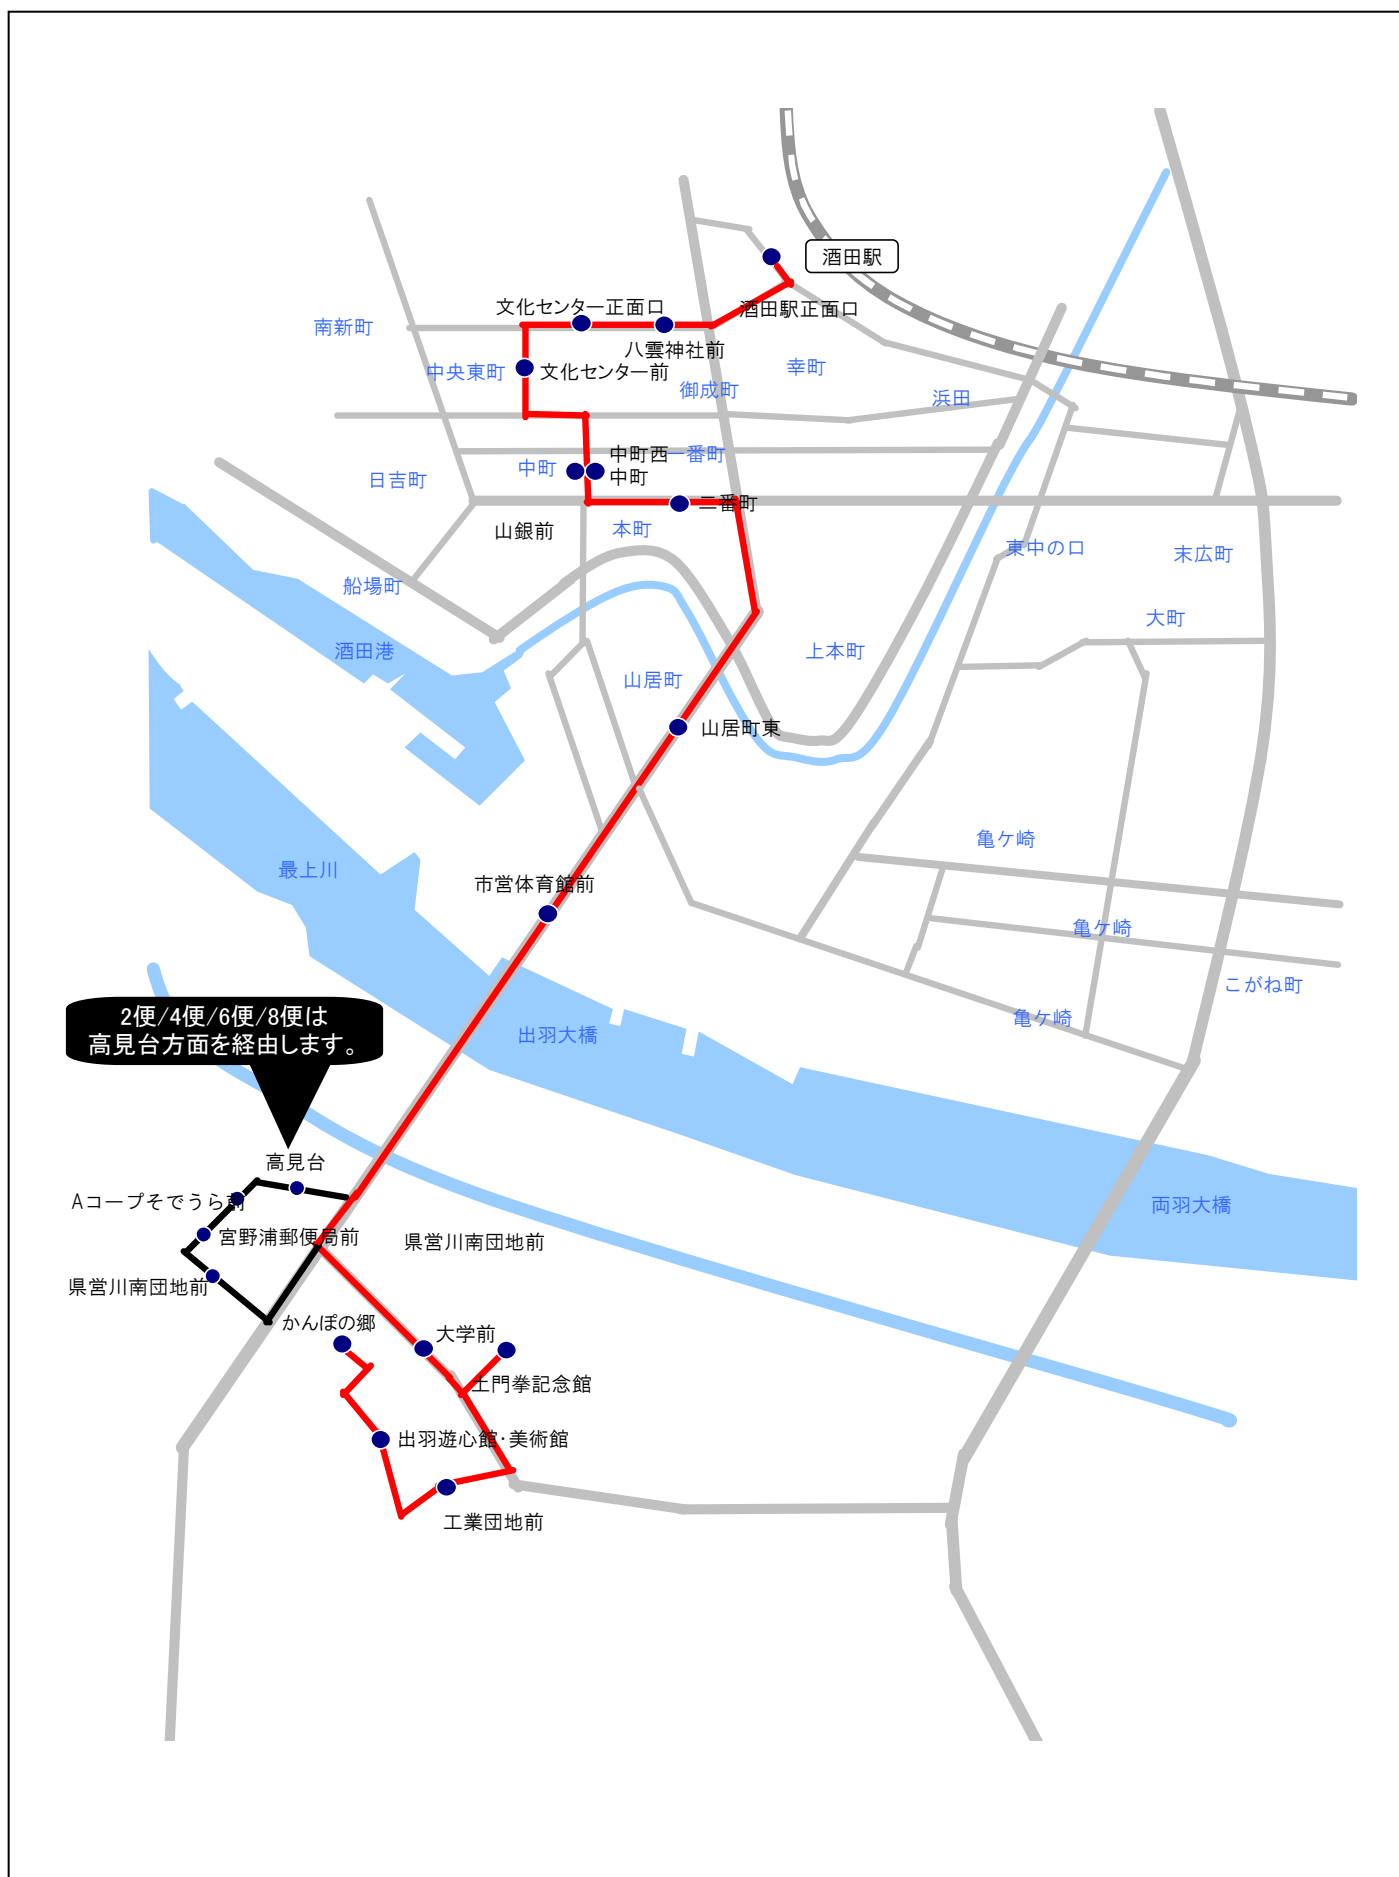 酒田駅
文化センター正面口
酒田駅正面口
南新町
八雲神社前
中央東町
文化センター前
幸町
御成町
浜田
中町西
一番町
中町
日吉町
中町
二番町
山銀前
本町
東中の口
末広町
船場町
大町
酒田港
上本町
山居町
山居町東
亀ケ崎
最上川
市営体育館前
亀ケ崎
こがね町
2便/4便/6便/8便は
高見台方面を経由します。
亀ケ崎
出羽大橋
高見台
Aコープそでうら前
両羽大橋
宮野浦郵便局前
県営川南団地前
県営川南団地前
かんぽの郷
大学前
土門拳記念館
出羽遊心館・美術館
工業団地前